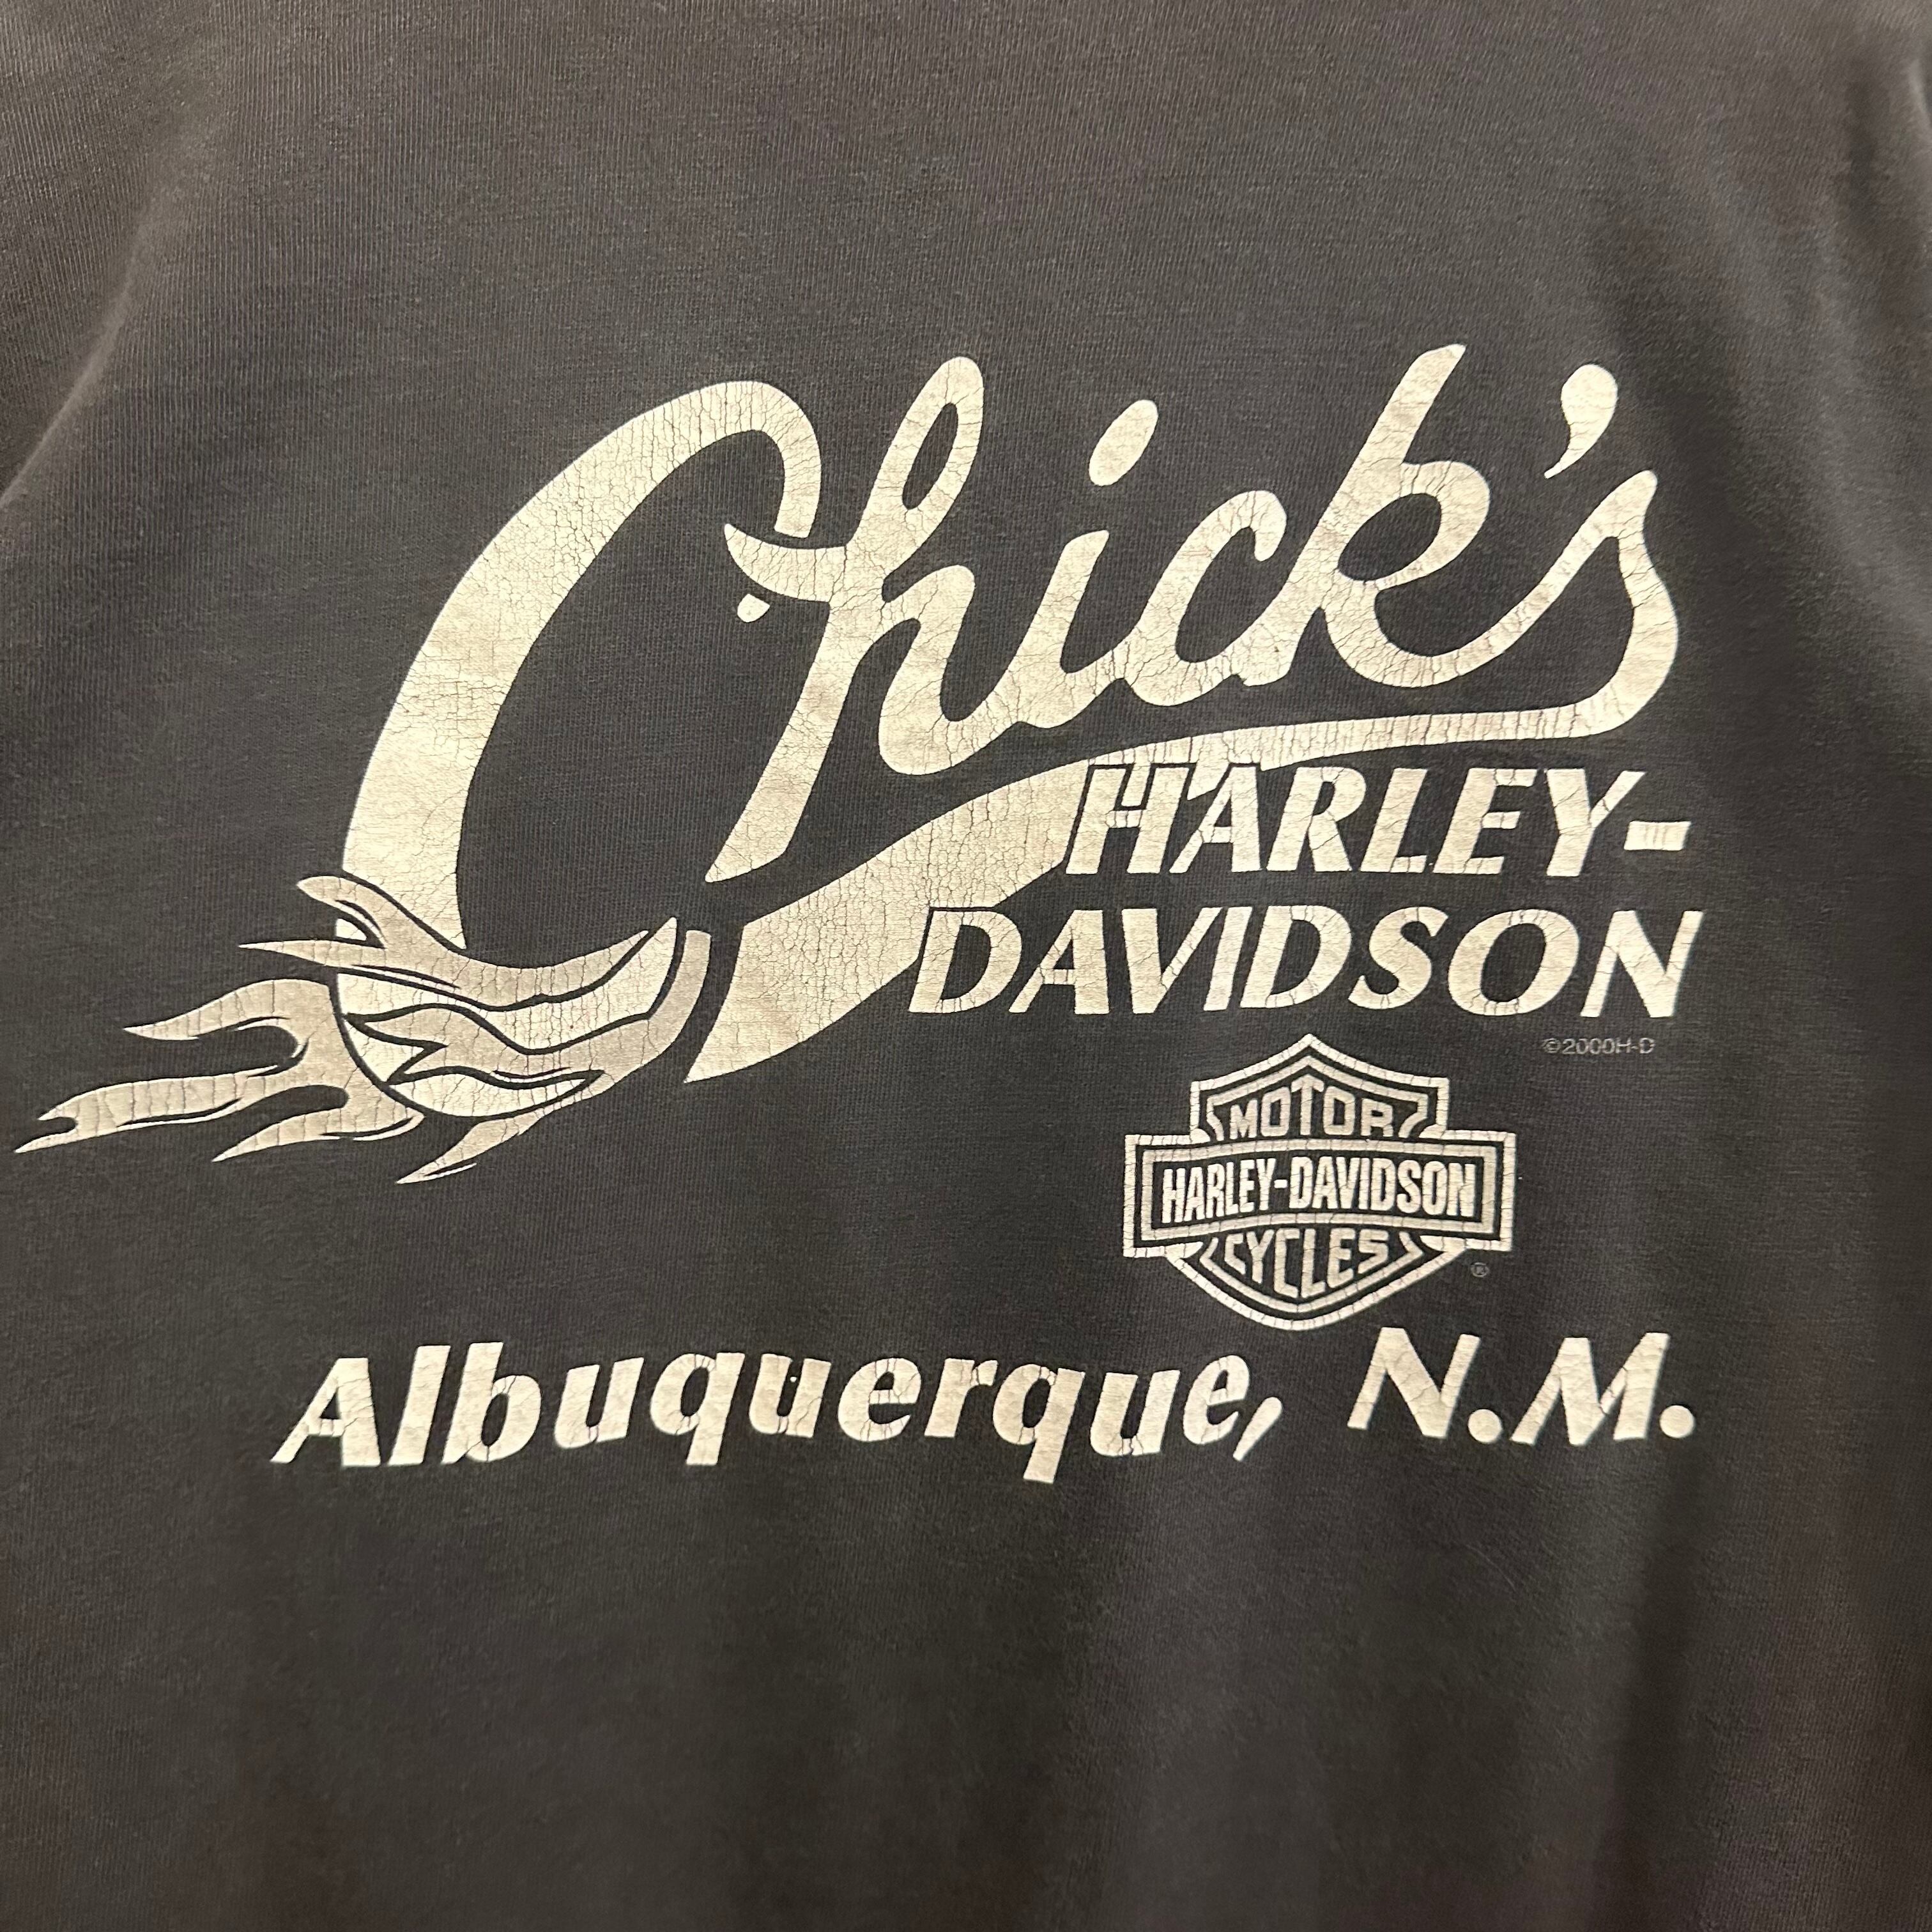 Chick's
HARLEY-
DAVIDSON
©2000H-D
MOTOR
HARLEY-DAVIDSON
CYCLES
®
Albuquerque, N.M.